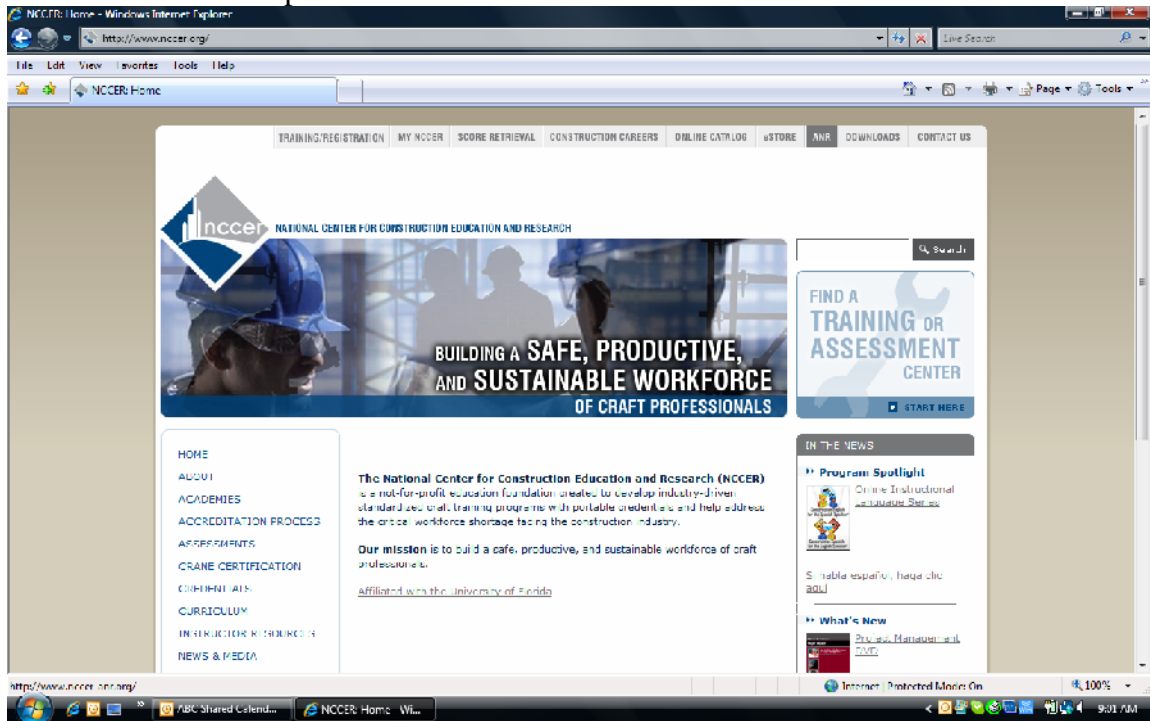 NCCER: Home - Windows Internet Explorer
http://www.nccer.org/
Live Search
File Edit View Favorites Tools Help
NCCER: Home
Page Tools
TRAINING/REGISTRATION MY NCCER SCORE RETRIEVAL CONSTRUCTION CAREERS ONLINE CATALOG eSTORE ANR DOWNLOADS CONTACT US
nccer
NATIONAL CENTER FOR CONSTRUCTION EDUCATION AND RESEARCH
Search
BUILDING A SAFE, PRODUCTIVE,
AND SUSTAINABLE WORKFORCE
OF CRAFT PROFESSIONALS
FIND A
TRAINING OR
ASSESSMENT
CENTER
START HERE
HOME
ABOUT
ACADEMIES
ACCREDITATION PROCESS
ASSESSMENTS
CRANE CERTIFICATION
CREDENTIALS
CURRICULUM
INSTRUCTOR RESOURCES
NEWS & MEDIA
The National Center for Construction Education and Research (NCCER)
is a not-for-profit education foundation created to develop industry-driven
standardized craft training programs with portable credentials and help address
the critical workforce shortage facing the construction industry.
Our mission is to build a safe, productive, and sustainable workforce of craft
professionals.
Affiliated with the University of Florida
IN THE NEWS
Program Spotlight
Online Instructional
Language Series
Si habla español, haga clic
aquí
What's New
Project Management
DVD
http://www.nccer-anr.org/
Internet | Protected Mode: On
100%
ABC Shared Calend...
NCCER: Home - Wi...
9:01 AM